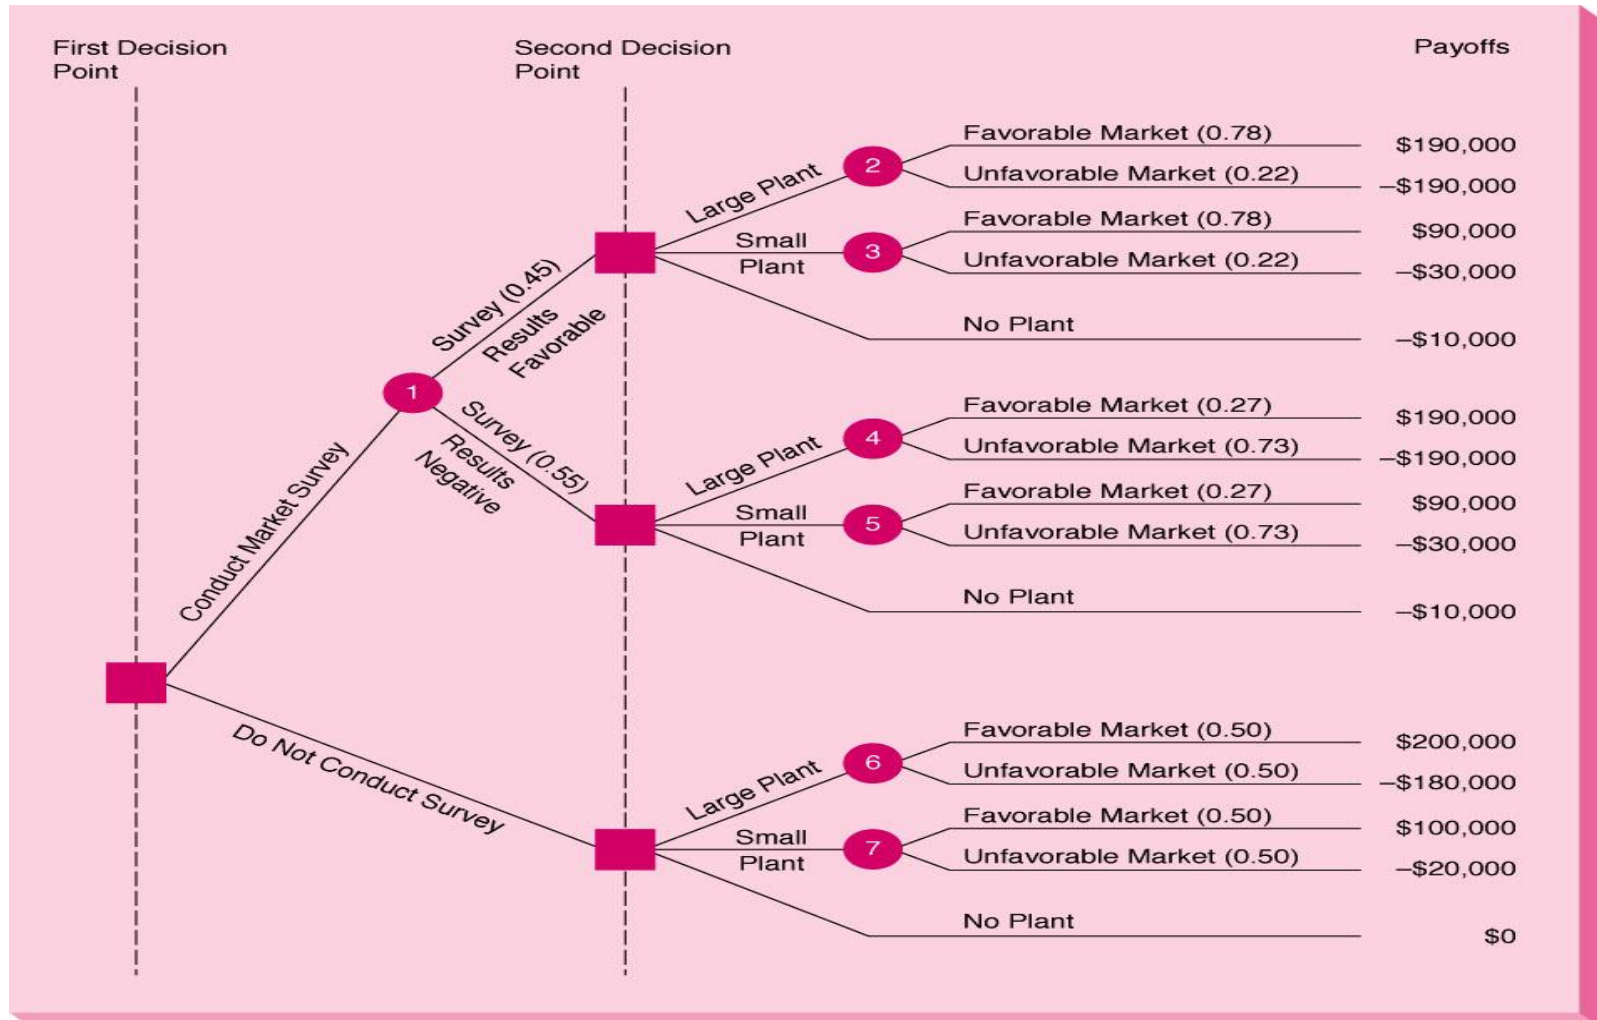 First Decision
Point
Second Decision
Point
Payoffs
Favorable Market (0.78)
$190,000
Large Plant
2
Unfavorable Market (0.22)
–$190,000
Favorable Market (0.78)
$90,000
Small
Plant
3
Unfavorable Market (0.22)
–$30,000
Survey (0.45)
Results
Favorable
No Plant
–$10,000
1
Survey (0.55)
Results
Negative
Favorable Market (0.27)
$190,000
Large Plant
4
Unfavorable Market (0.73)
–$190,000
Favorable Market (0.27)
$90,000
Small
Plant
5
Unfavorable Market (0.73)
–$30,000
No Plant
–$10,000
Conduct Market Survey
Do Not Conduct Survey
Favorable Market (0.50)
$200,000
Large Plant
6
Unfavorable Market (0.50)
–$180,000
Favorable Market (0.50)
$100,000
Small
Plant
7
Unfavorable Market (0.50)
–$20,000
No Plant
$0